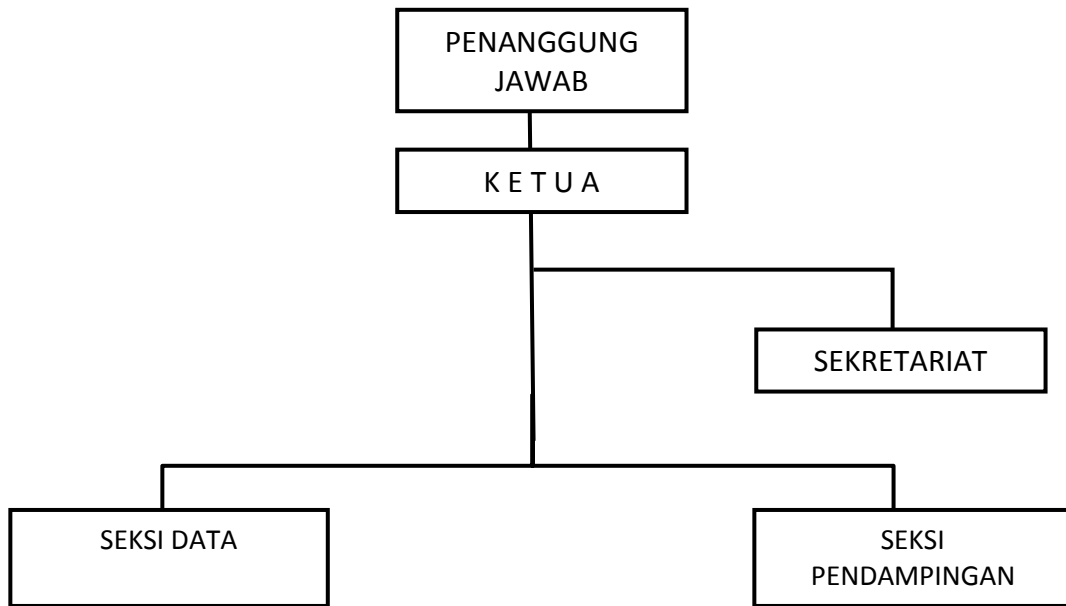 PENANGGUNG
JAWAB
K E T U A
SEKRETARIAT
SEKSI DATA
SEKSI
PENDAMPINGAN